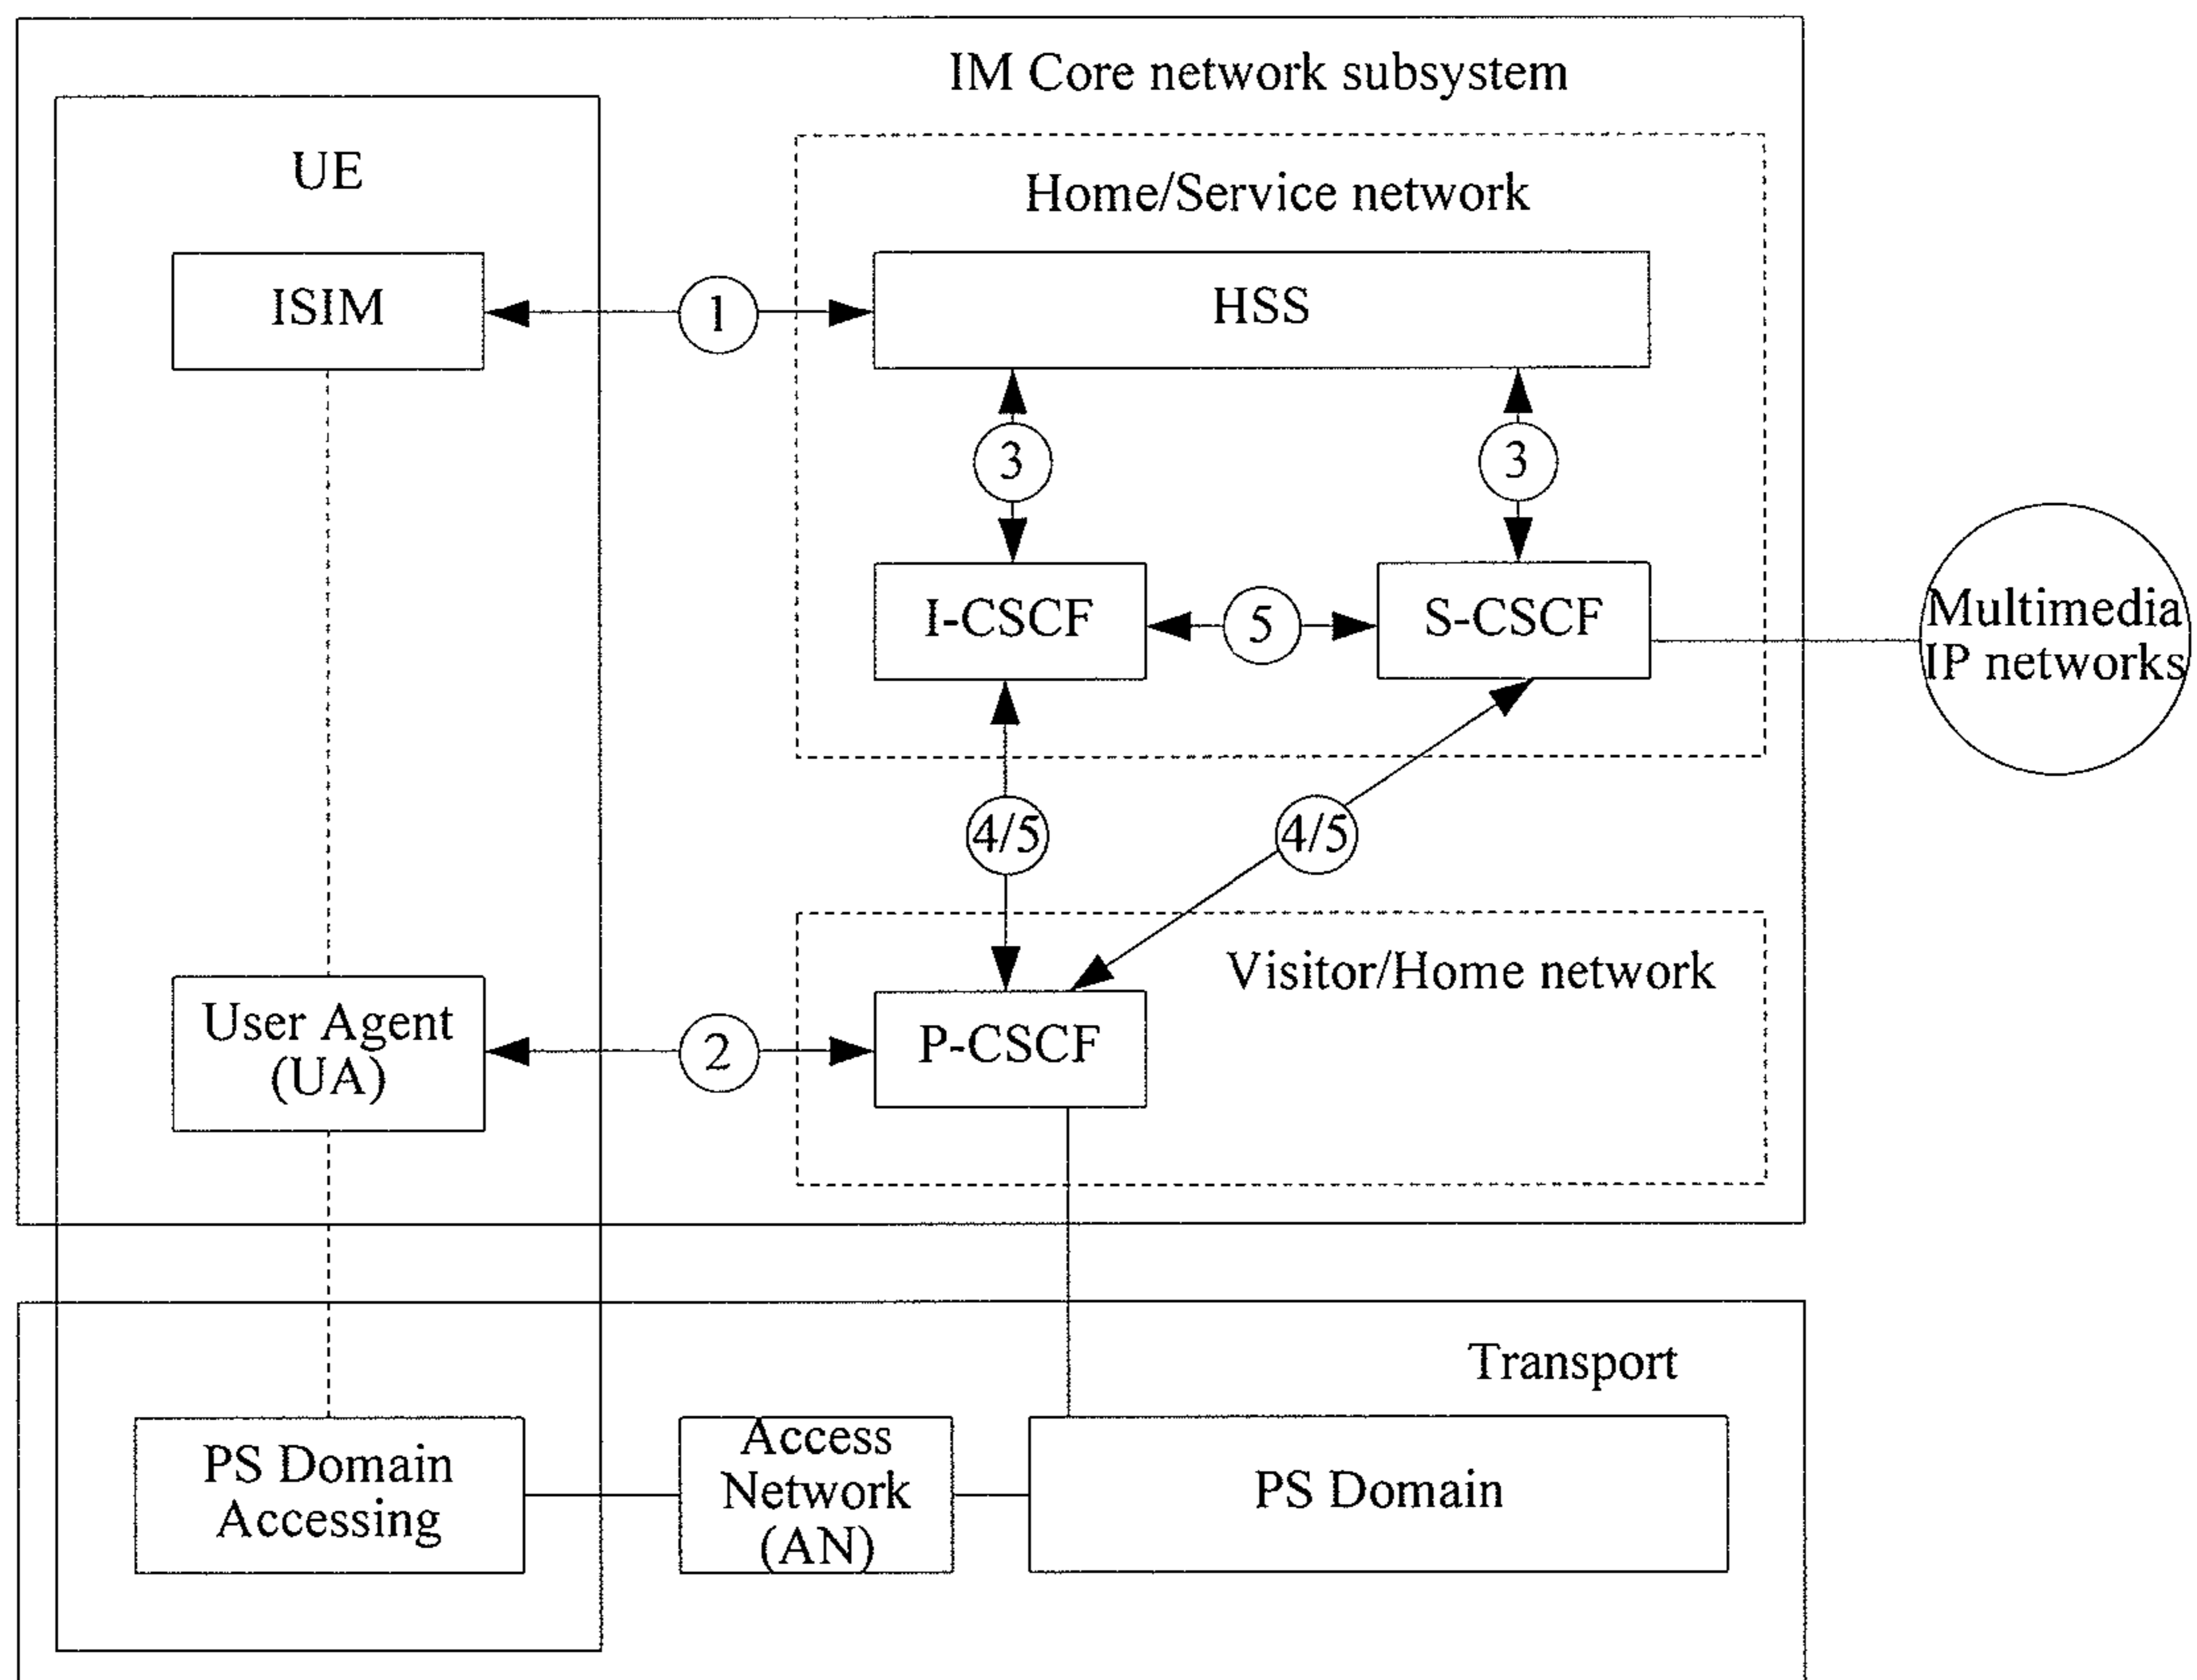 IM Core network subsystem
UE
Home/Service network
ISIM
1
HSS
3
3
I-CSCF
5
S-CSCF
Multimedia
IP networks
4/5
4/5
Visitor/Home network
User Agent
(UA)
2
P-CSCF
Transport
PS Domain
Accessing
Access
Network
(AN)
PS Domain